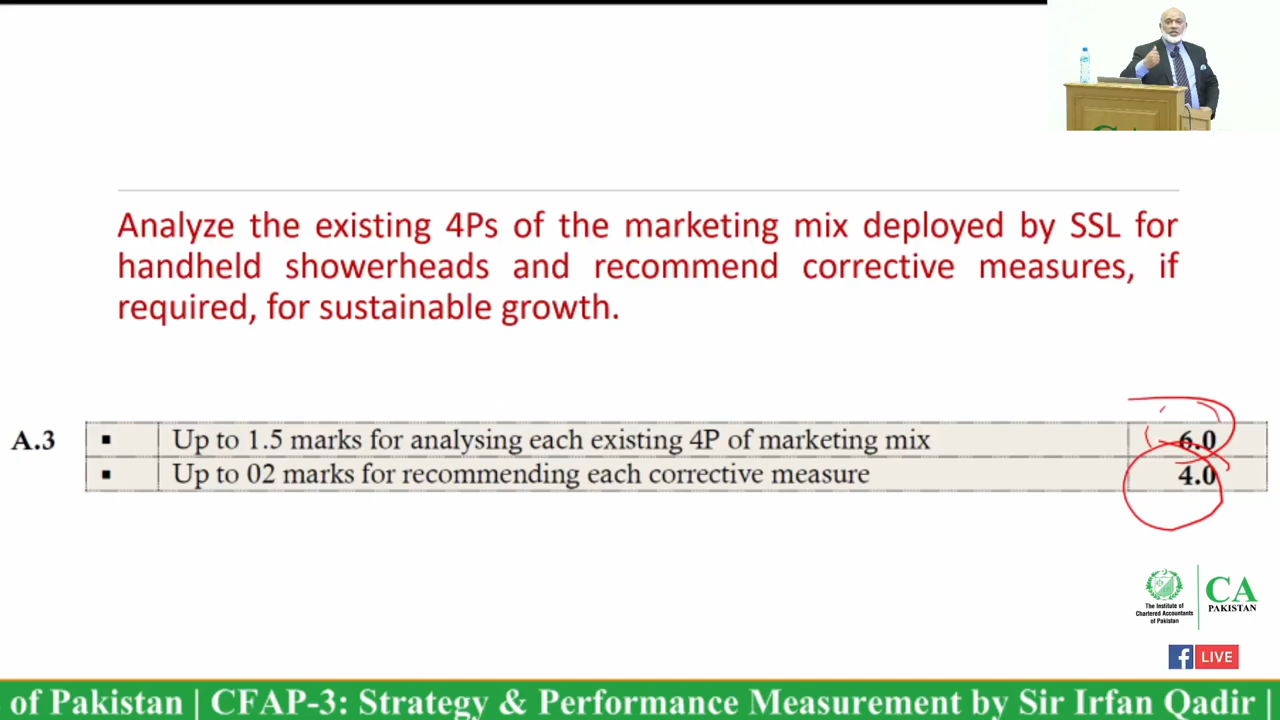 Analyze the existing 4Ps of the marketing mix deployed by SSL for
handheld showerheads and recommend corrective measures, if
required, for sustainable growth.
A.3 ▪ Up to 1.5 marks for analysing each existing 4P of marketing mix 6.0
▪ Up to 02 marks for recommending each corrective measure 4.0
The Institute of
Chartered Accountants
of Pakistan
CA
PAKISTAN
f LIVE
of Pakistan | CFAP-3: Strategy & Performance Measurement by Sir Irfan Qadir |